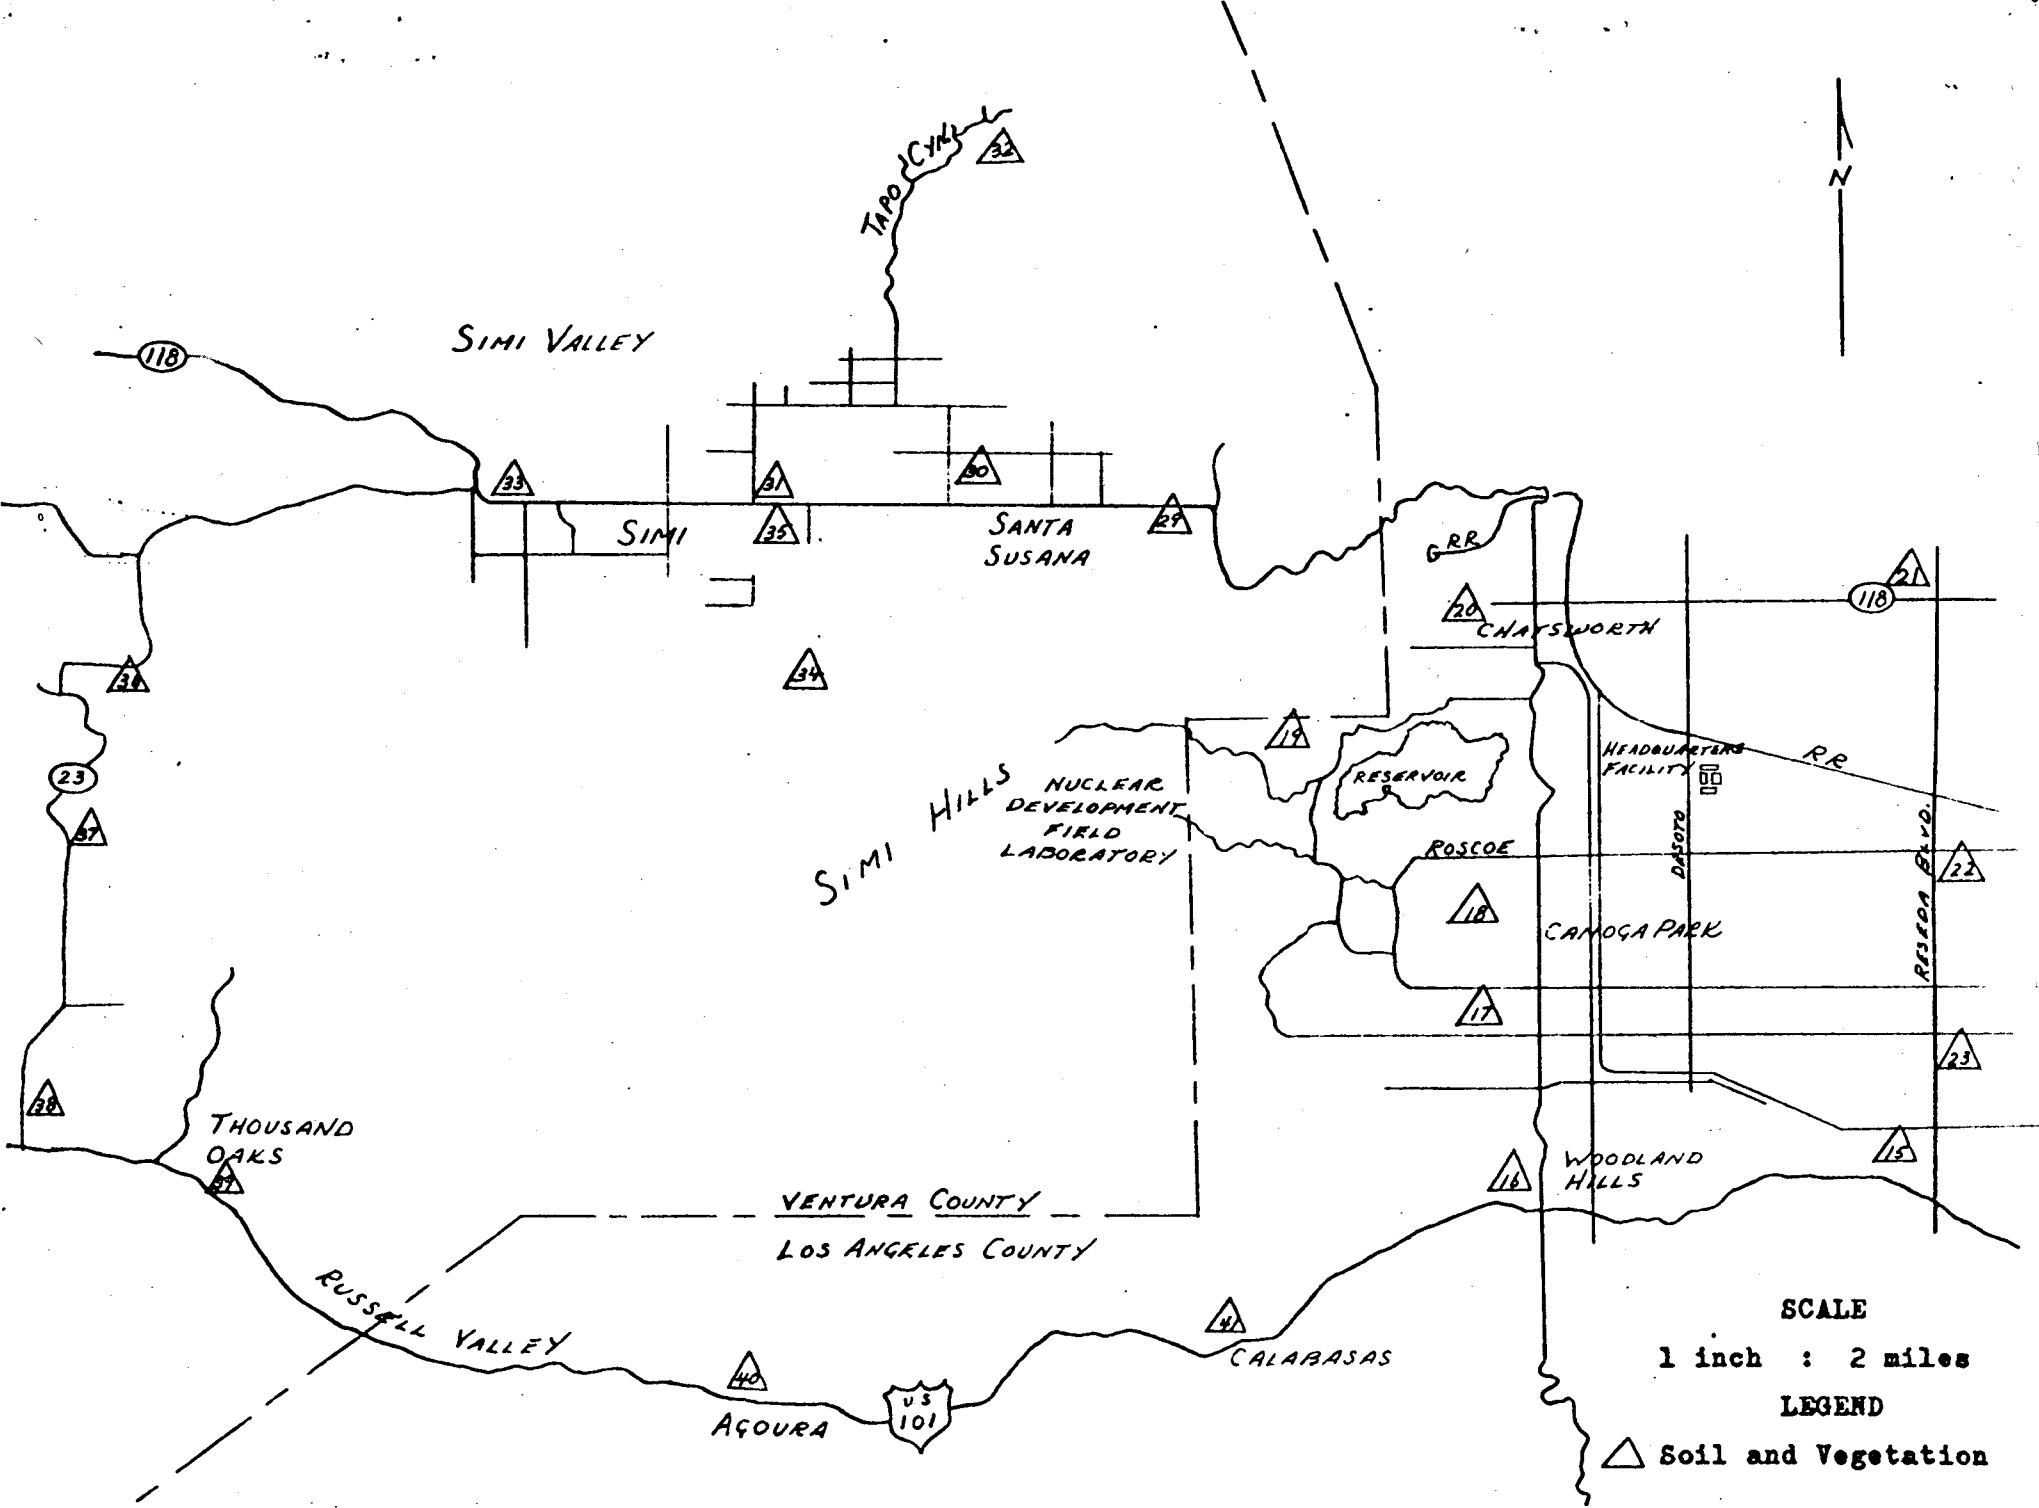 TAPO CYN.
32
N
118
SIMI VALLEY
33
31
30
SIMI
35
SANTA
SUSANA
29
RR
20
21
118
CHATSWORTH
34
36
19
HEADQUARTERS
FACILITY
RR
23
SIMI HILLS
NUCLEAR
DEVELOPMENT
FIELD
LABORATORY
RESERVOIR
37
ROSCOE
DESOTO
RESEDA BLVD.
22
18
CANOGA PARK
17
23
38
THOUSAND
OAKS
39
15
16
WOODLAND
HILLS
VENTURA COUNTY
LOS ANGELES COUNTY
RUSSELL VALLEY
41
CALABASAS
40
AGOURA
US
101
SCALE
1 inch : 2 miles
LEGEND
Soil and Vegetation